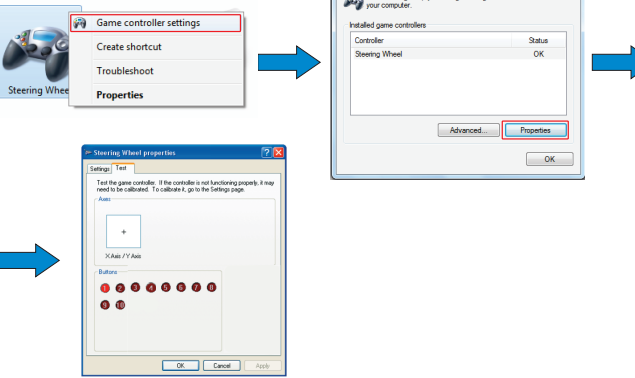 Game controller settings
Create shortcut
Troubleshoot
Properties
Steering Whee
your computer.
Installed game controllers
Controller Status
Steering Wheel OK
Advanced... Properties
OK
Steering Wheel properties
Settings Test
Test the game controller. If the controller is not functioning properly, it may
need to be calibrated. To calibrate it, go to the Settings page.
Axes
X Axis / Y Axis
Buttons
1 2 3 4 5 6 7 8
9 10
OK Cancel Apply